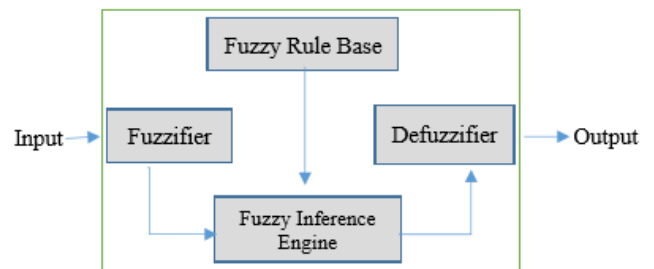 Fuzzy Rule Base
Input
Fuzzifier
Defuzzifier
Output
Fuzzy Inference
Engine